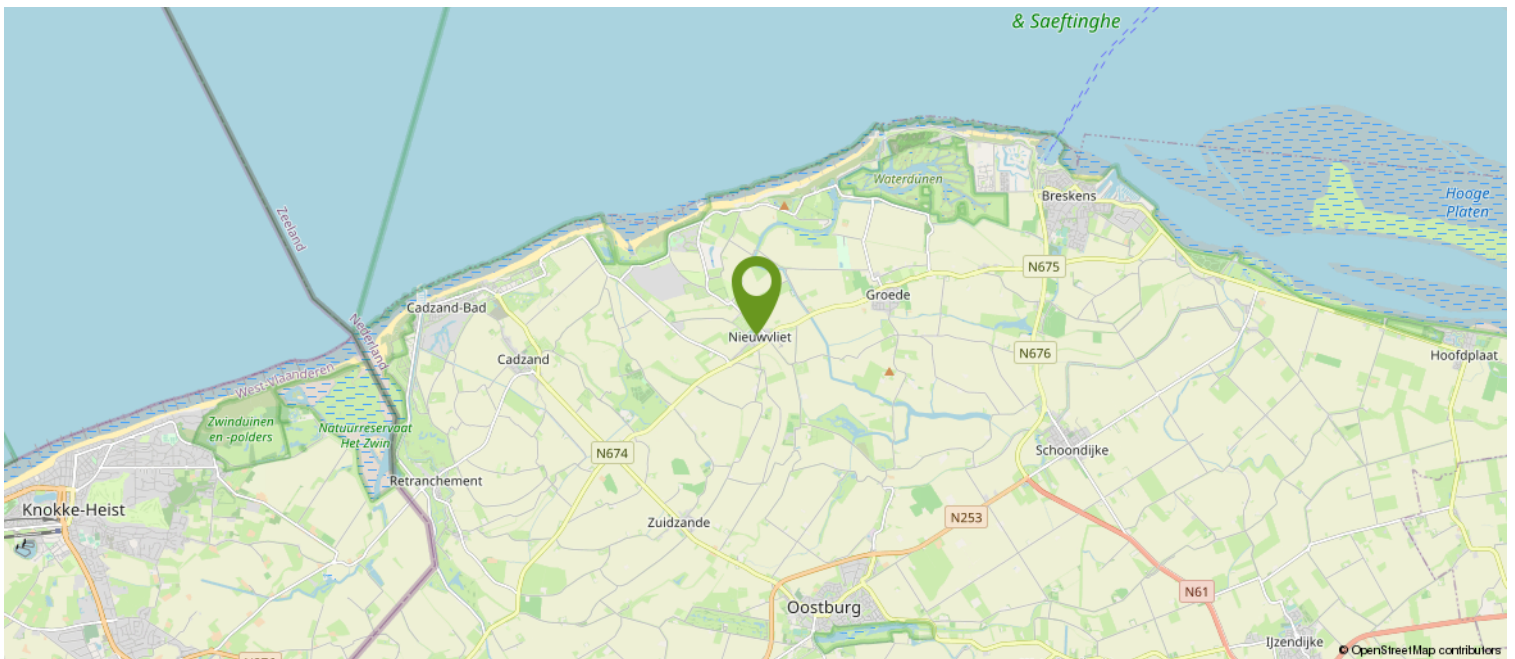 & Saeftinghe
Waterdunen
Breskens
Hooge
Platen
Zeeland
N675
Groede
Cadzand-Bad
Nederland
Nieuwvliet
N676
Cadzand
Hoofdplaat
West-Vlaanderen
Zwinduinen
en -polders
Natuurreservaat
Het Zwin
N674
Schoondijke
Retranchement
Knokke-Heist
Zuidzande
N253
N61
Oostburg
IJzendijke
© OpenStreetMap contributors